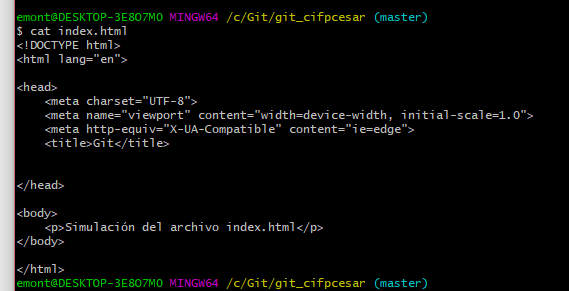 emont@DESKTOP-3E8O7MO MINGW64 /c/Git/git_cifpcesar (master)
$ cat index.html
<!DOCTYPE html>
<html lang="en">
<head>
    <meta charset="UTF-8">
    <meta name="viewport" content="width=device-width, initial-scale=1.0">
    <meta http-equiv="X-UA-Compatible" content="ie=edge">
    <title>Git</title>
</head>
<body>
    <p>Simulación del archivo index.html</p>
</body>
</html>
emont@DESKTOP-3E8O7MO MINGW64 /c/Git/git_cifpcesar (master)